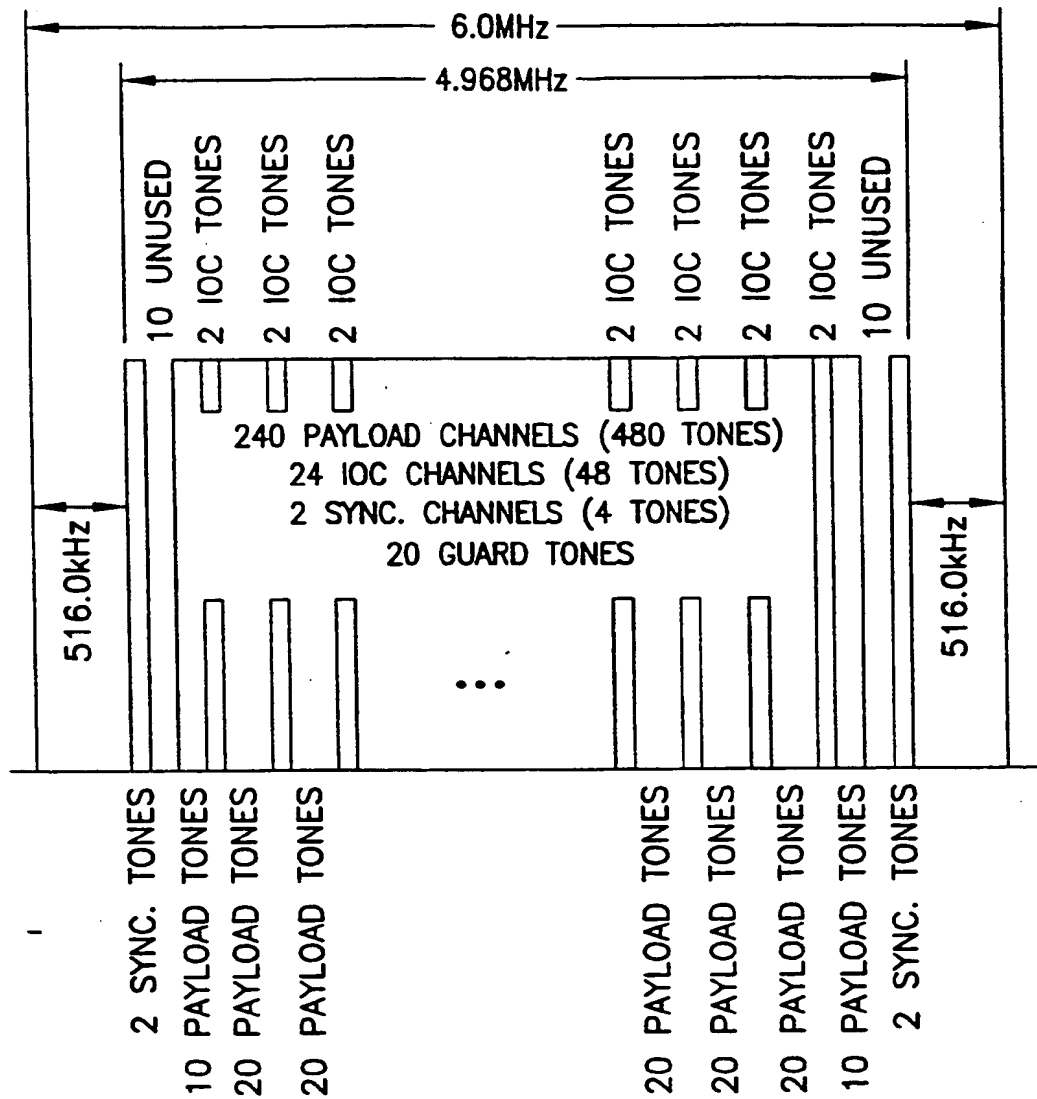 6.0MHz
4.968MHz
10 UNUSED
2 IOC TONES
2 IOC TONES
2 IOC TONES
2 IOC TONES
2 IOC TONES
2 IOC TONES
2 IOC TONES
10 UNUSED
240 PAYLOAD CHANNELS (480 TONES)
24 IOC CHANNELS (48 TONES)
2 SYNC. CHANNELS (4 TONES)
20 GUARD TONES
516.0kHz
516.0kHz
...
2 SYNC. TONES
10 PAYLOAD TONES
20 PAYLOAD TONES
20 PAYLOAD TONES
20 PAYLOAD TONES
20 PAYLOAD TONES
20 PAYLOAD TONES
10 PAYLOAD TONES
2 SYNC. TONES